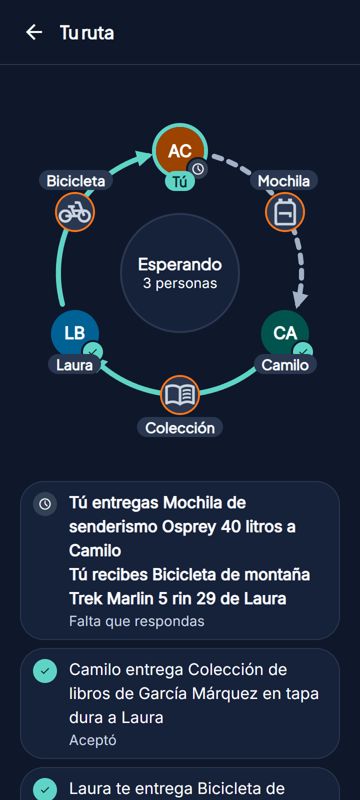 Tu ruta
AC
Tú
Bicicleta
Mochila
Esperando
3 personas
LB
Laura
CA
Camilo
Colección
Tú entregas Mochila de
senderismo Osprey 40 litros a
Camilo
Tú recibes Bicicleta de montaña
Trek Marlin 5 rin 29 de Laura
Falta que respondas
Camilo entrega Colección de
libros de García Márquez en tapa
dura a Laura
Aceptó
Laura te entrega Bicicleta de